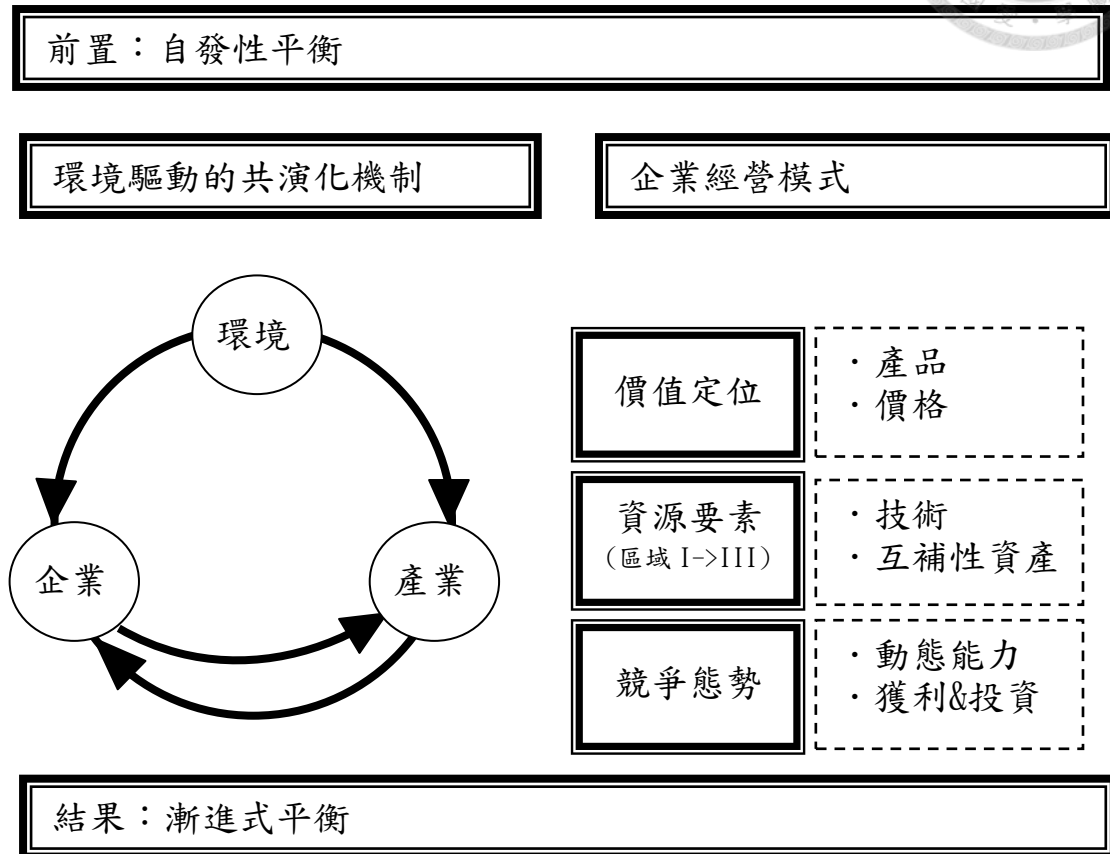 前置：自發性平衡
環境驅動的共演化機制
企業經營模式
環境
企業
產業
價值定位
・產品
・價格
資源要素
(區域 I->III)
・技術
・互補性資產
競爭態勢
・動態能力
・獲利&投資
結果：漸進式平衡